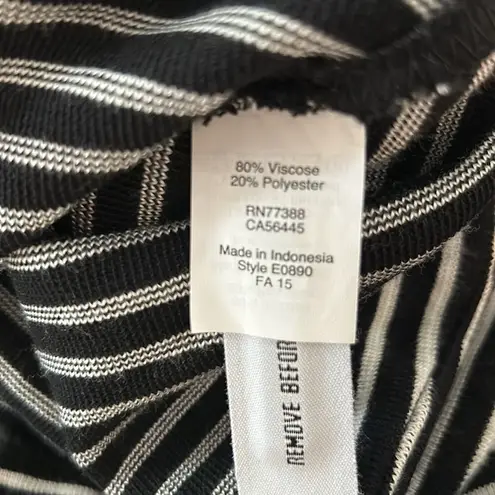 80% Viscose
20% Polyester
RN77388
CA56445
Made in Indonesia
Style E0890
FA 15
REMOVE BEFOR